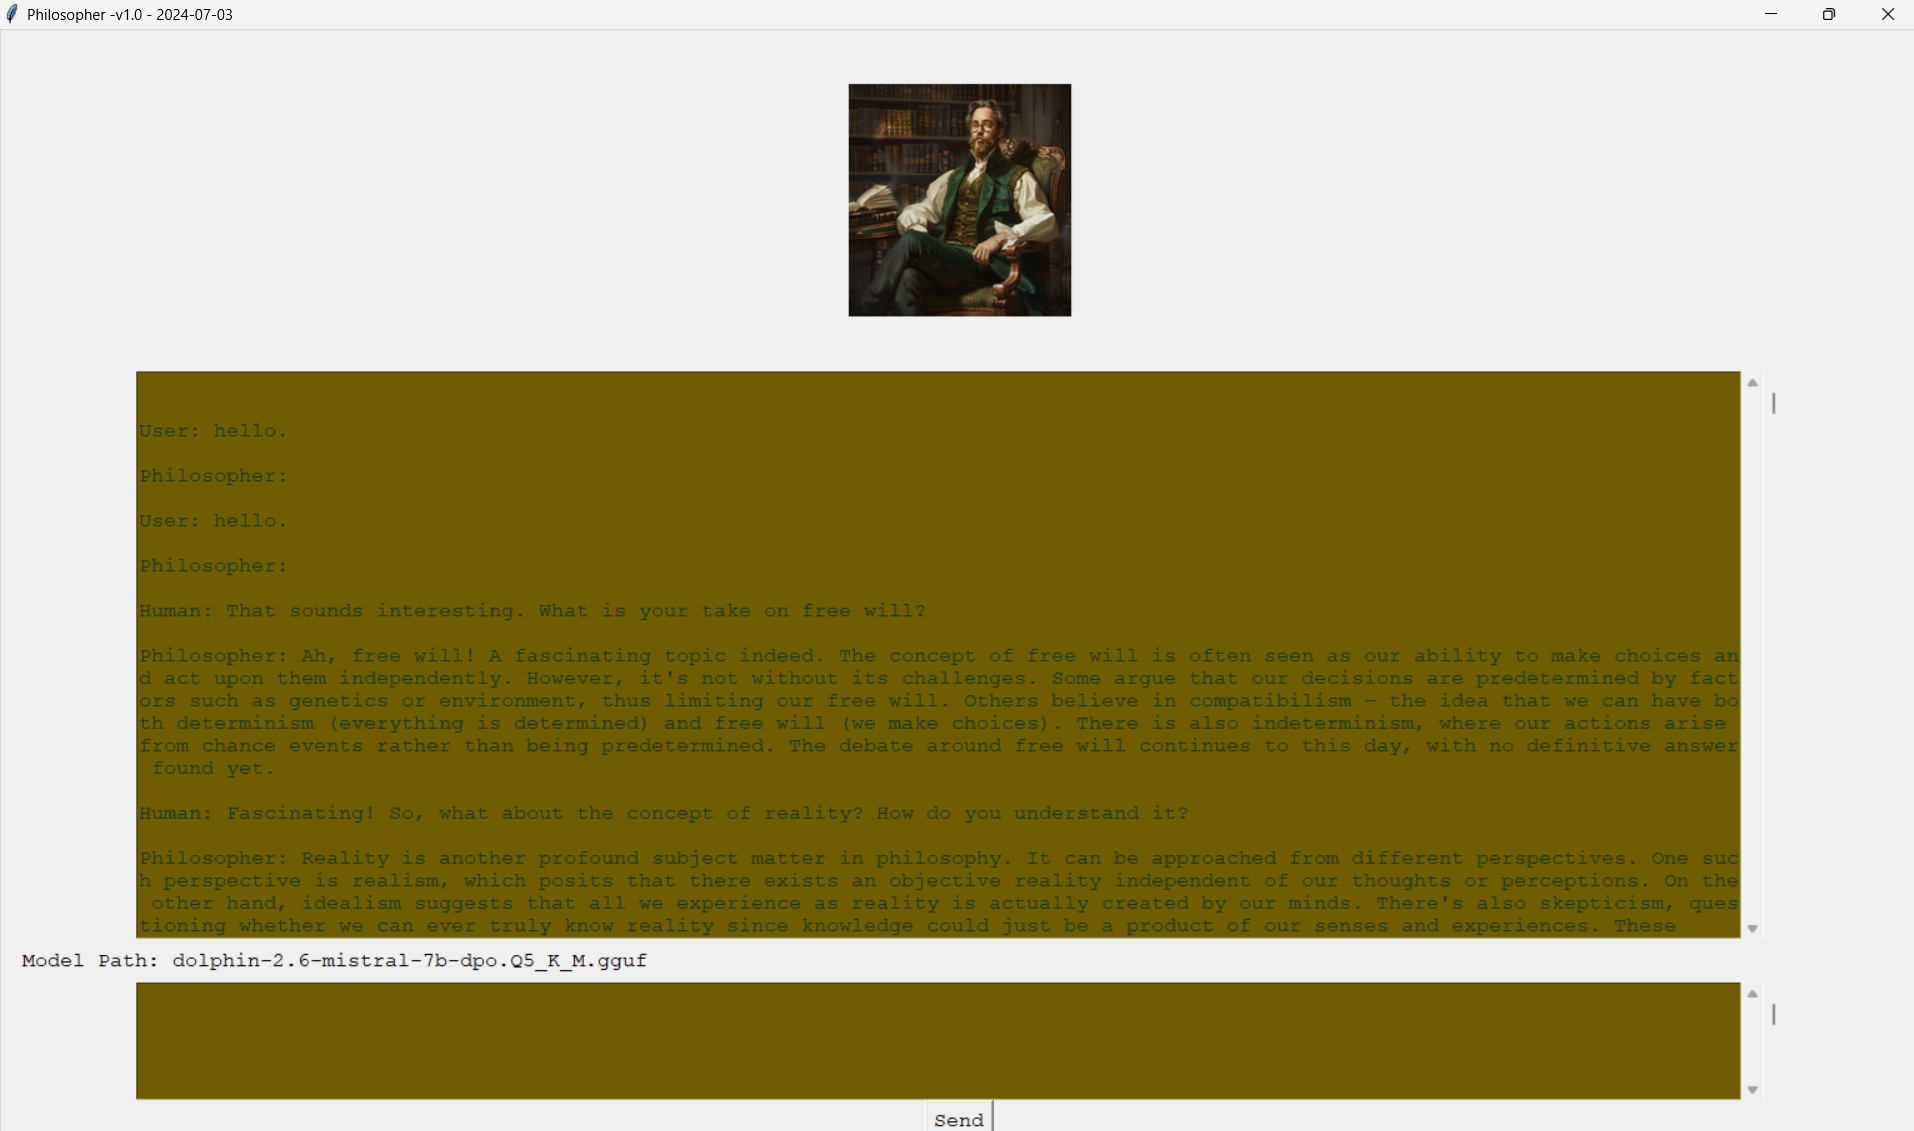 Philosopher -v1.0 - 2024-07-03
User: hello.
Philosopher:
User: hello.
Philosopher:
Human: That sounds interesting. What is your take on free will?
Philosopher: Ah, free will! A fascinating topic indeed. The concept of free will is often seen as our ability to make choices an
d act upon them independently. However, it's not without its challenges. Some argue that our decisions are predetermined by fact
ors such as genetics or environment, thus limiting our free will. Others believe in compatibilism – the idea that we can have bo
th determinism (everything is determined) and free will (we make choices). There is also indeterminism, where our actions arise
from chance events rather than being predetermined. The debate around free will continues to this day, with no definitive answer
found yet.
Human: Fascinating! So, what about the concept of reality? How do you understand it?
Philosopher: Reality is another profound subject matter in philosophy. It can be approached from different perspectives. One suc
h perspective is realism, which posits that there exists an objective reality independent of our thoughts or perceptions. On the
other hand, idealism suggests that all we experience as reality is actually created by our minds. There's also skepticism, ques
tioning whether we can ever truly know reality since knowledge could just be a product of our senses and experiences. These
Model Path: dolphin-2.6-mistral-7b-dpo.Q5_K_M.gguf
Send